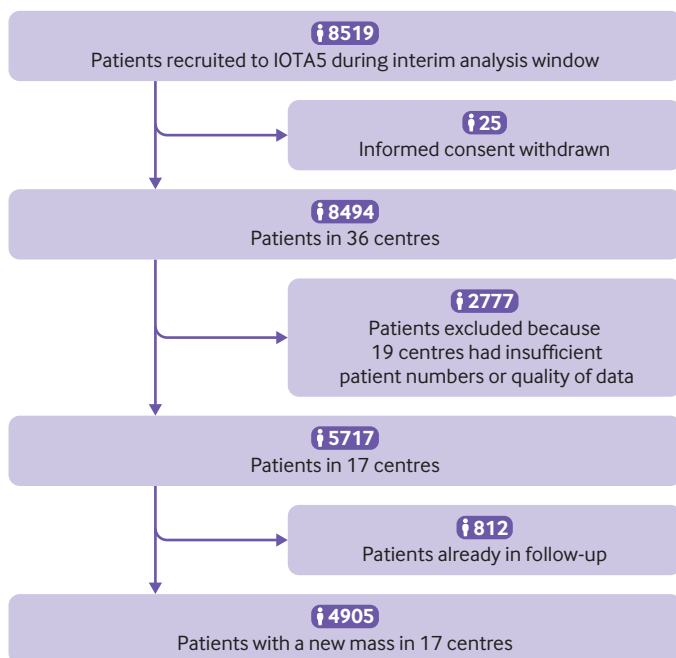 8519
Patients recruited to IOTA5 during interim analysis window
25
Informed consent withdrawn
8494
Patients in 36 centres
2777
Patients excluded because
19 centres had insufficient
patient numbers or quality of data
5717
Patients in 17 centres
812
Patients already in follow-up
4905
Patients with a new mass in 17 centres